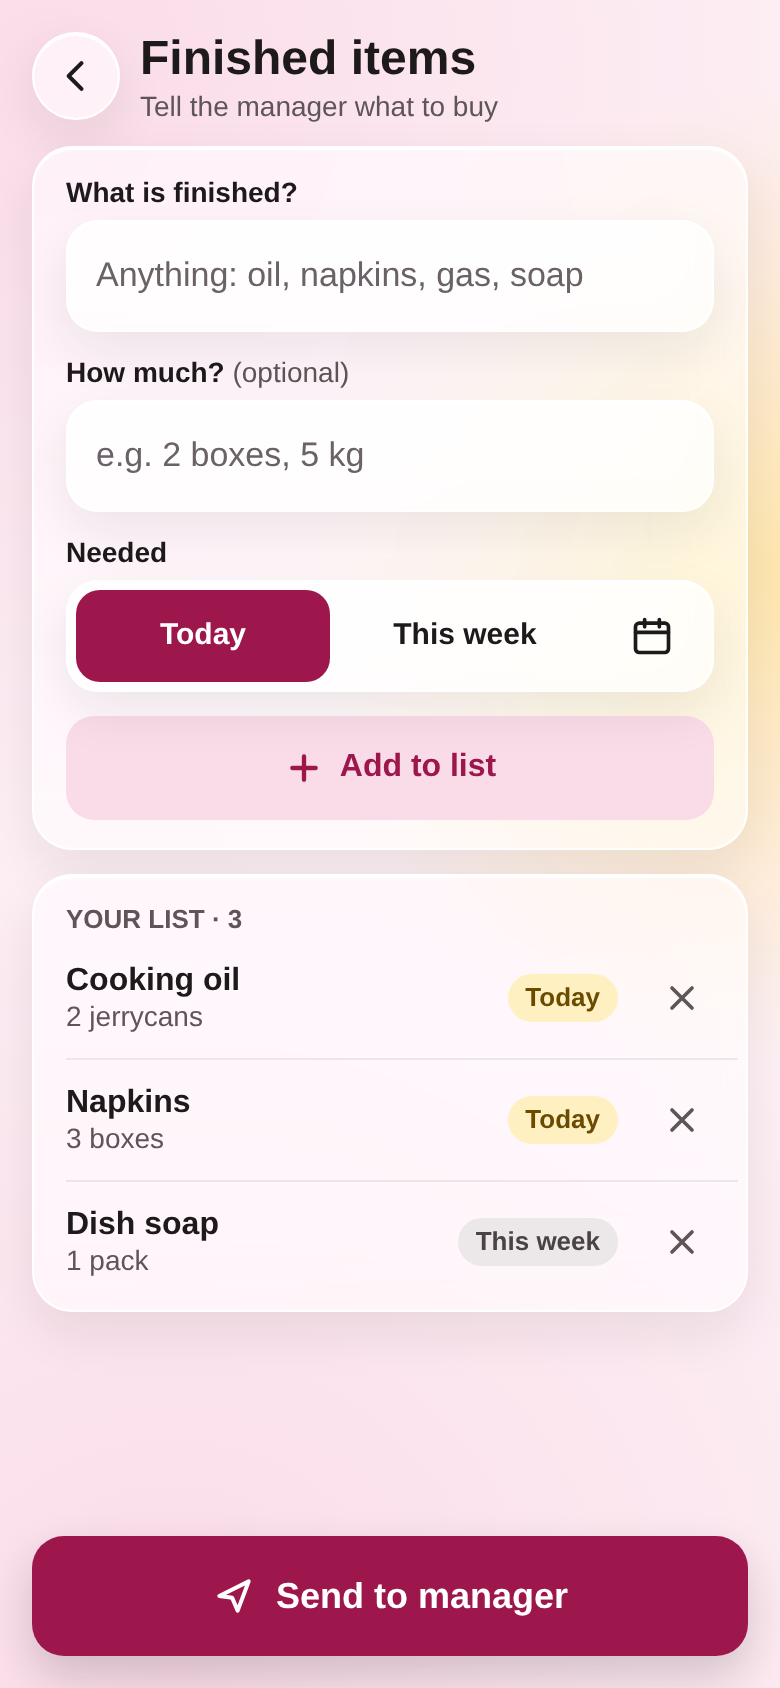 Finished items
Tell the manager what to buy
What is finished?
Anything: oil, napkins, gas, soap
How much? (optional)
e.g. 2 boxes, 5 kg
Needed
Today
This week
Add to list
YOUR LIST · 3
Cooking oil
2 jerrycans
Today
Napkins
3 boxes
Today
Dish soap
1 pack
This week
Send to manager